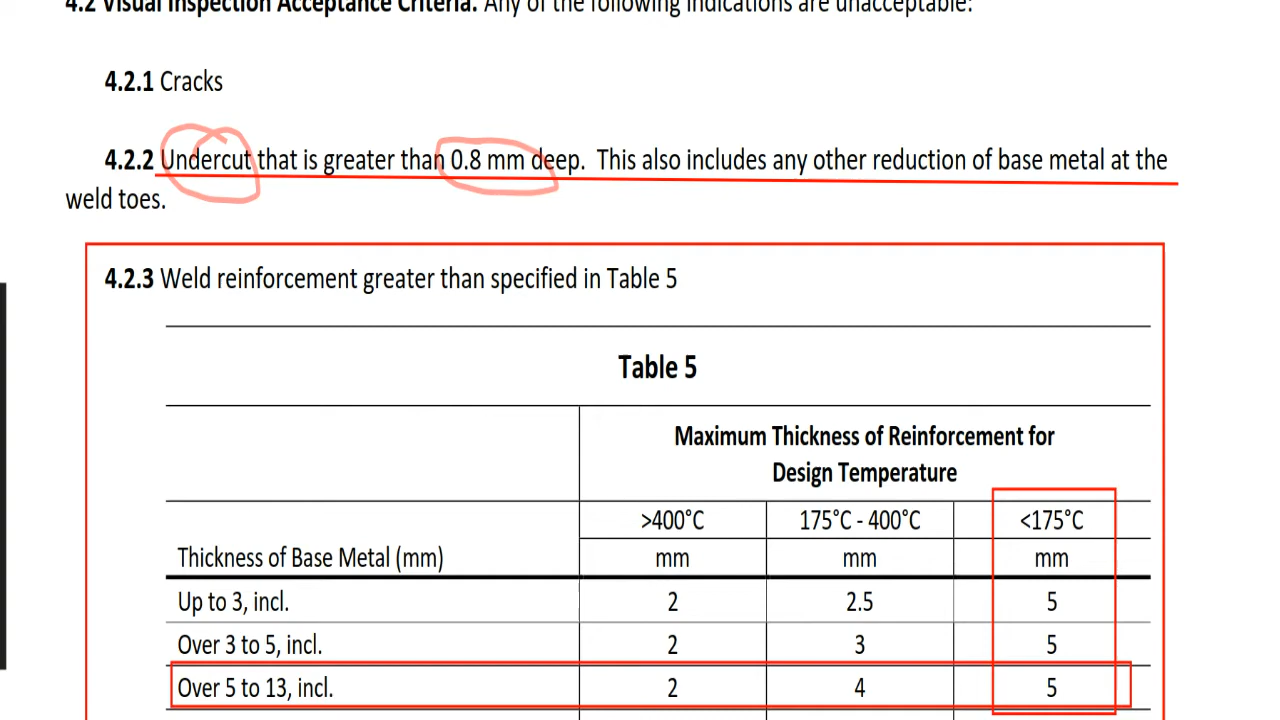 4.2 Visual Inspection Acceptance Criteria. Any of the following indications are unacceptable:
4.2.1 Cracks
4.2.2 Undercut that is greater than 0.8 mm deep. This also includes any other reduction of base metal at the
weld toes.
4.2.3 Weld reinforcement greater than specified in Table 5
Table 5
Maximum Thickness of Reinforcement for
Design Temperature
>400°C 175°C - 400°C <175°C
Thickness of Base Metal (mm) mm mm mm
Up to 3, incl. 2 2.5 5
Over 3 to 5, incl. 2 3 5
Over 5 to 13, incl. 2 4 5